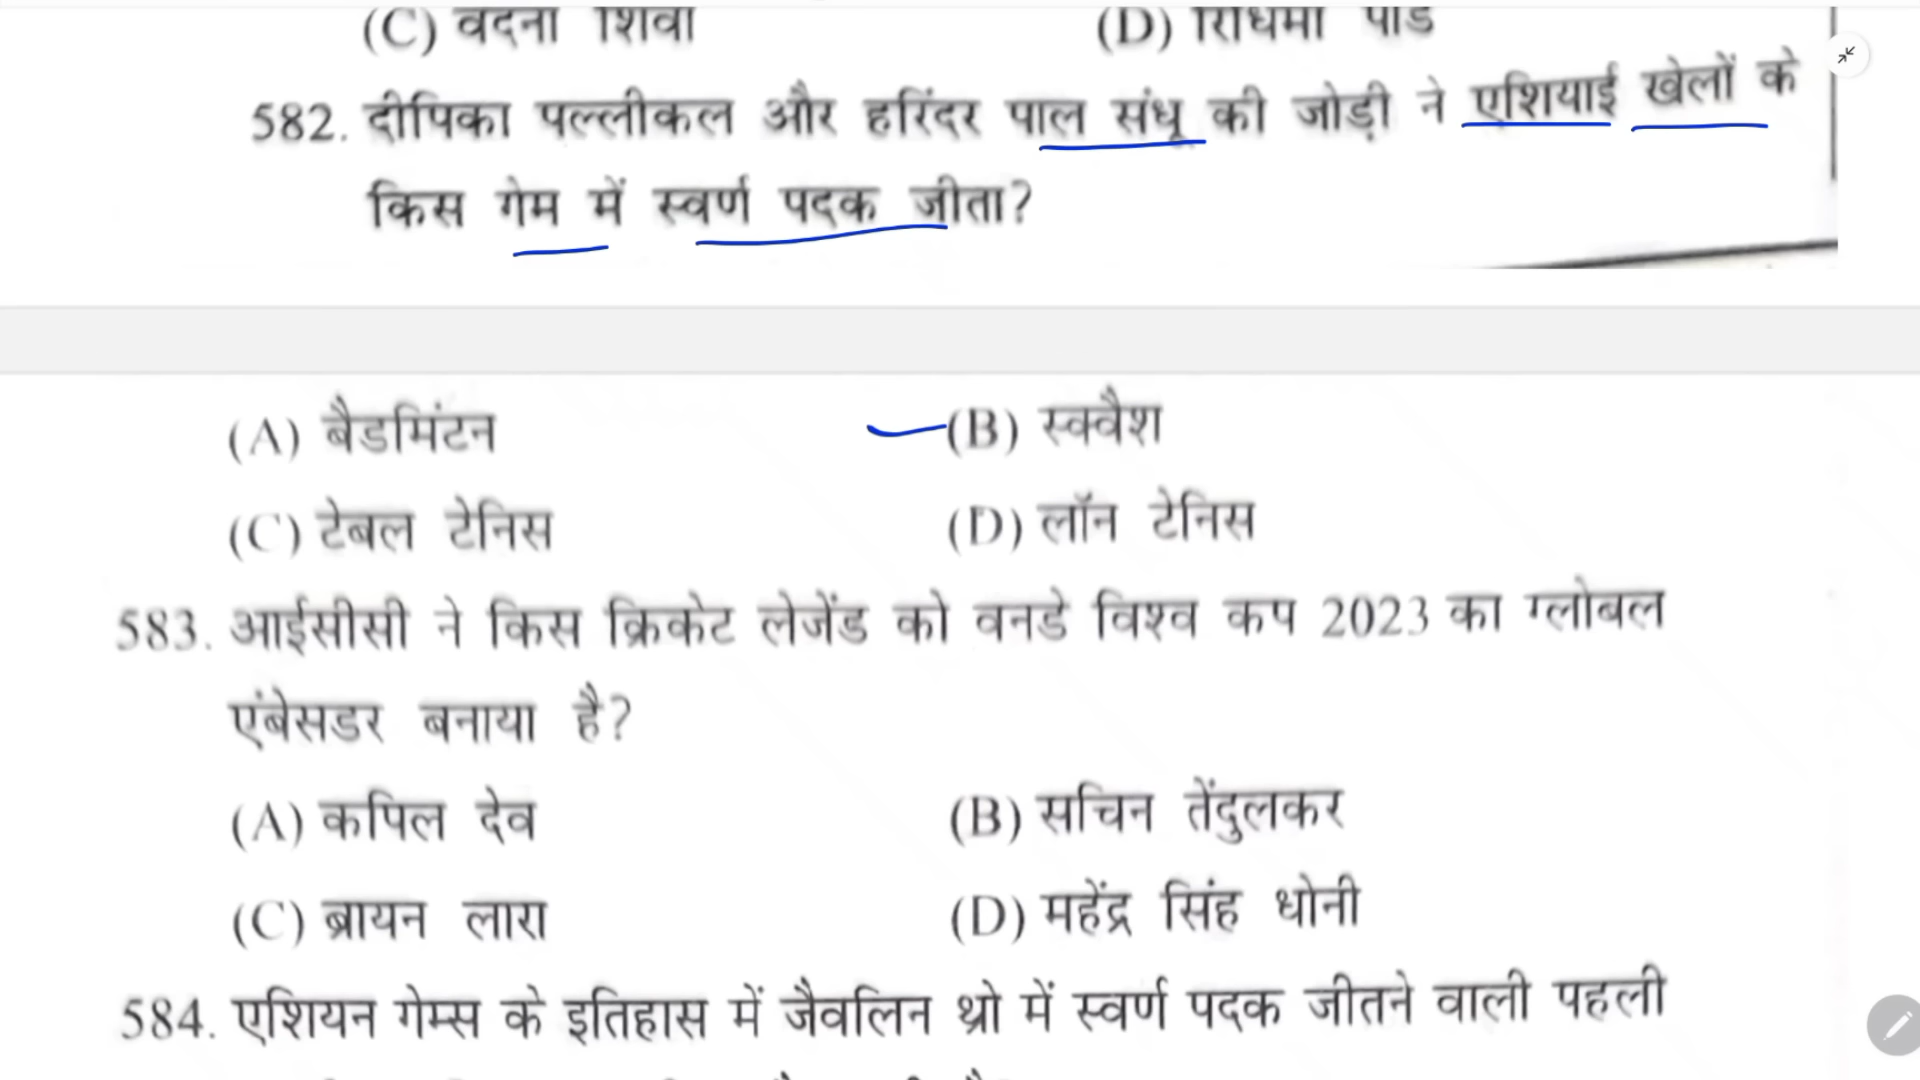 (C) वंदना शिवा (D) रिधिमा पांडे
582. दीपिका पल्लीकल और हरिंदर पाल संधू की जोड़ी ने एशियाई खेलों के
किस गेम में स्वर्ण पदक जीता?
(A) बैडमिंटन (B) स्क्वैश
(C) टेबल टेनिस (D) लॉन टेनिस
583. आईसीसी ने किस क्रिकेट लेजेंड को वनडे विश्व कप 2023 का ग्लोबल
एंबेसडर बनाया है?
(A) कपिल देव (B) सचिन तेंदुलकर
(C) ब्रायन लारा (D) महेंद्र सिंह धोनी
584. एशियन गेम्स के इतिहास में जैवलिन थ्रो में स्वर्ण पदक जीतने वाली पहली